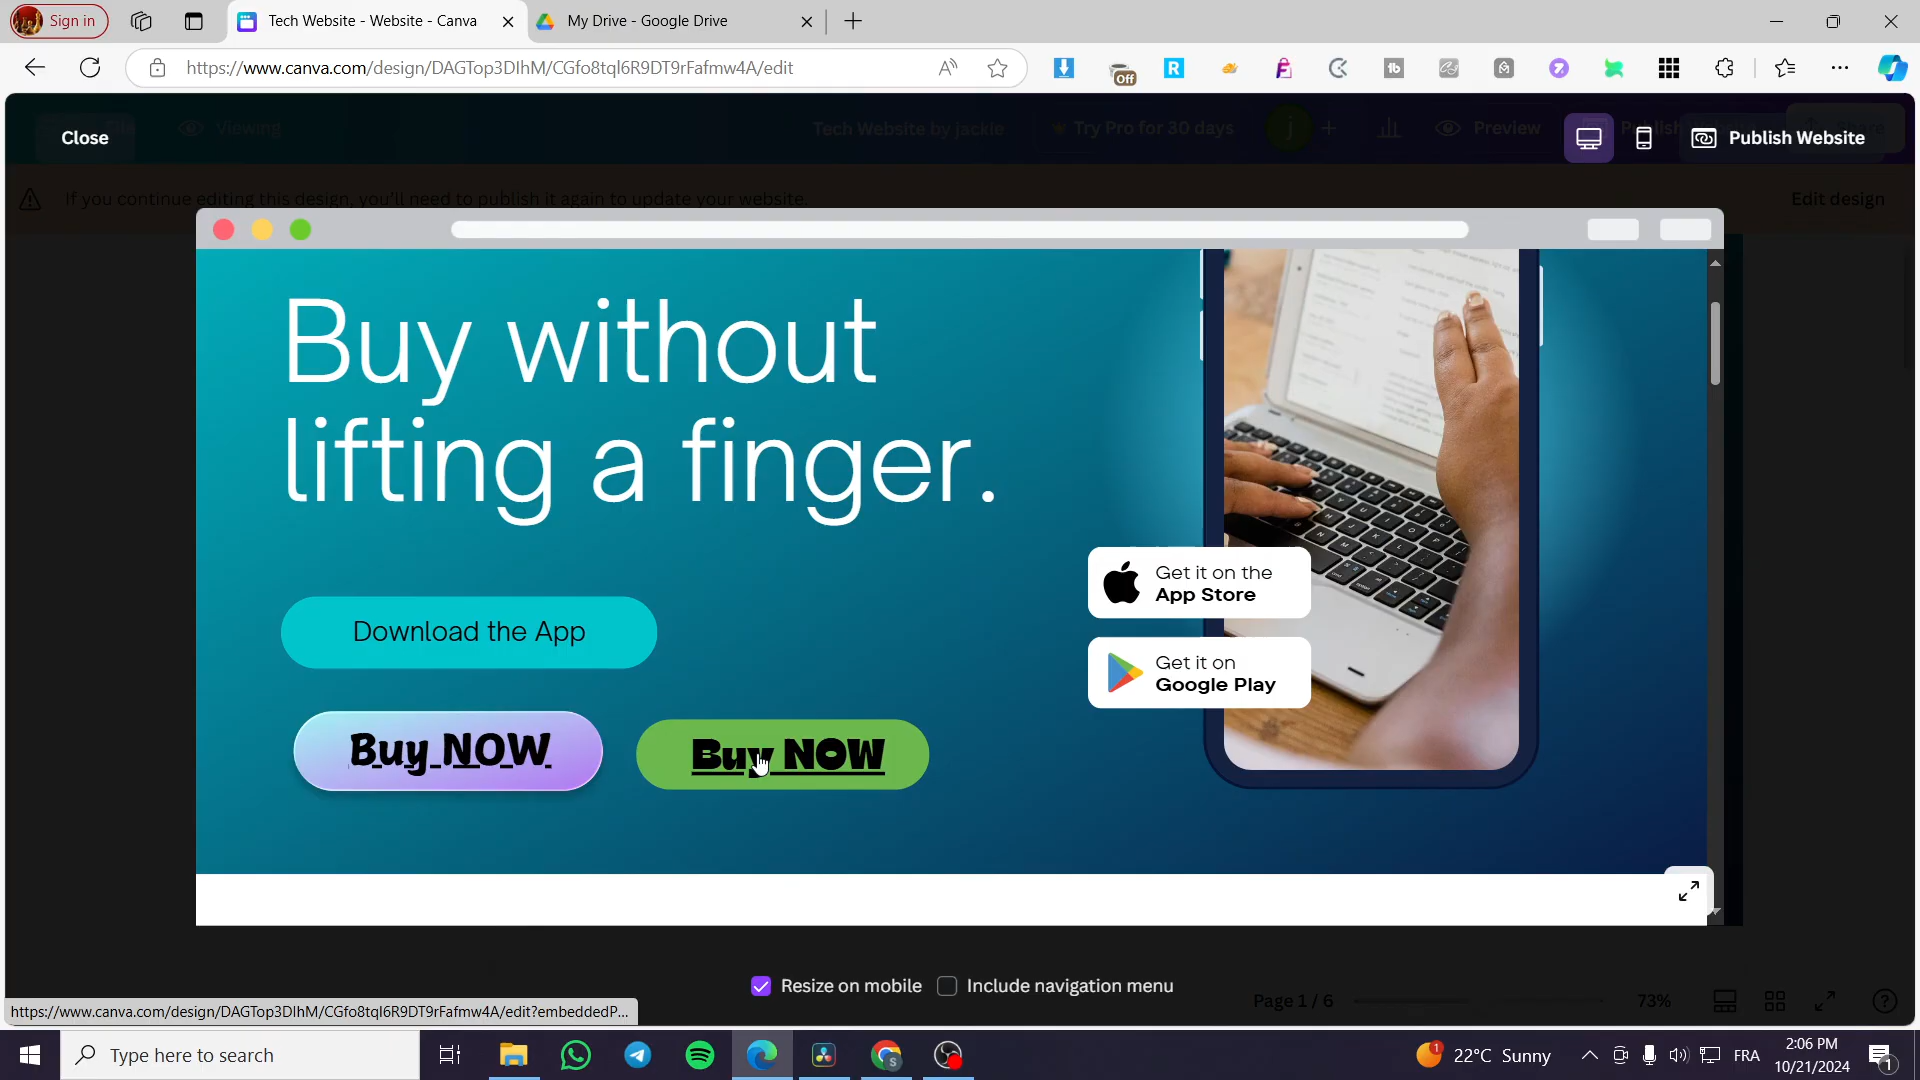 Sign in
Tech Website - Website - Canva
My Drive - Google Drive
https://www.canva.com/design/DAGTop3DIhM/CGfo8tql6R9DT9rFafmw4A/edit
Off
Close
Viewing
Tech Website by jackle
Try Pro for 30 days
j
Preview
Publish Website
If you continue editing this design, you'll need to publish it again to update your website.
Edit design
Buy without
lifting a finger.
Get it on the
App Store
Download the App
Get it on
Google Play
Buy NOW
Buy NOW
Resize on mobile
Include navigation menu
Page 1 / 6
73%
https://www.canva.com/design/DAGTop3DIhM/CGfo8tql6R9DT9rFafmw4A/edit?embeddedP...
Type here to search
22°C Sunny
FRA
2:06 PM
10/21/2024